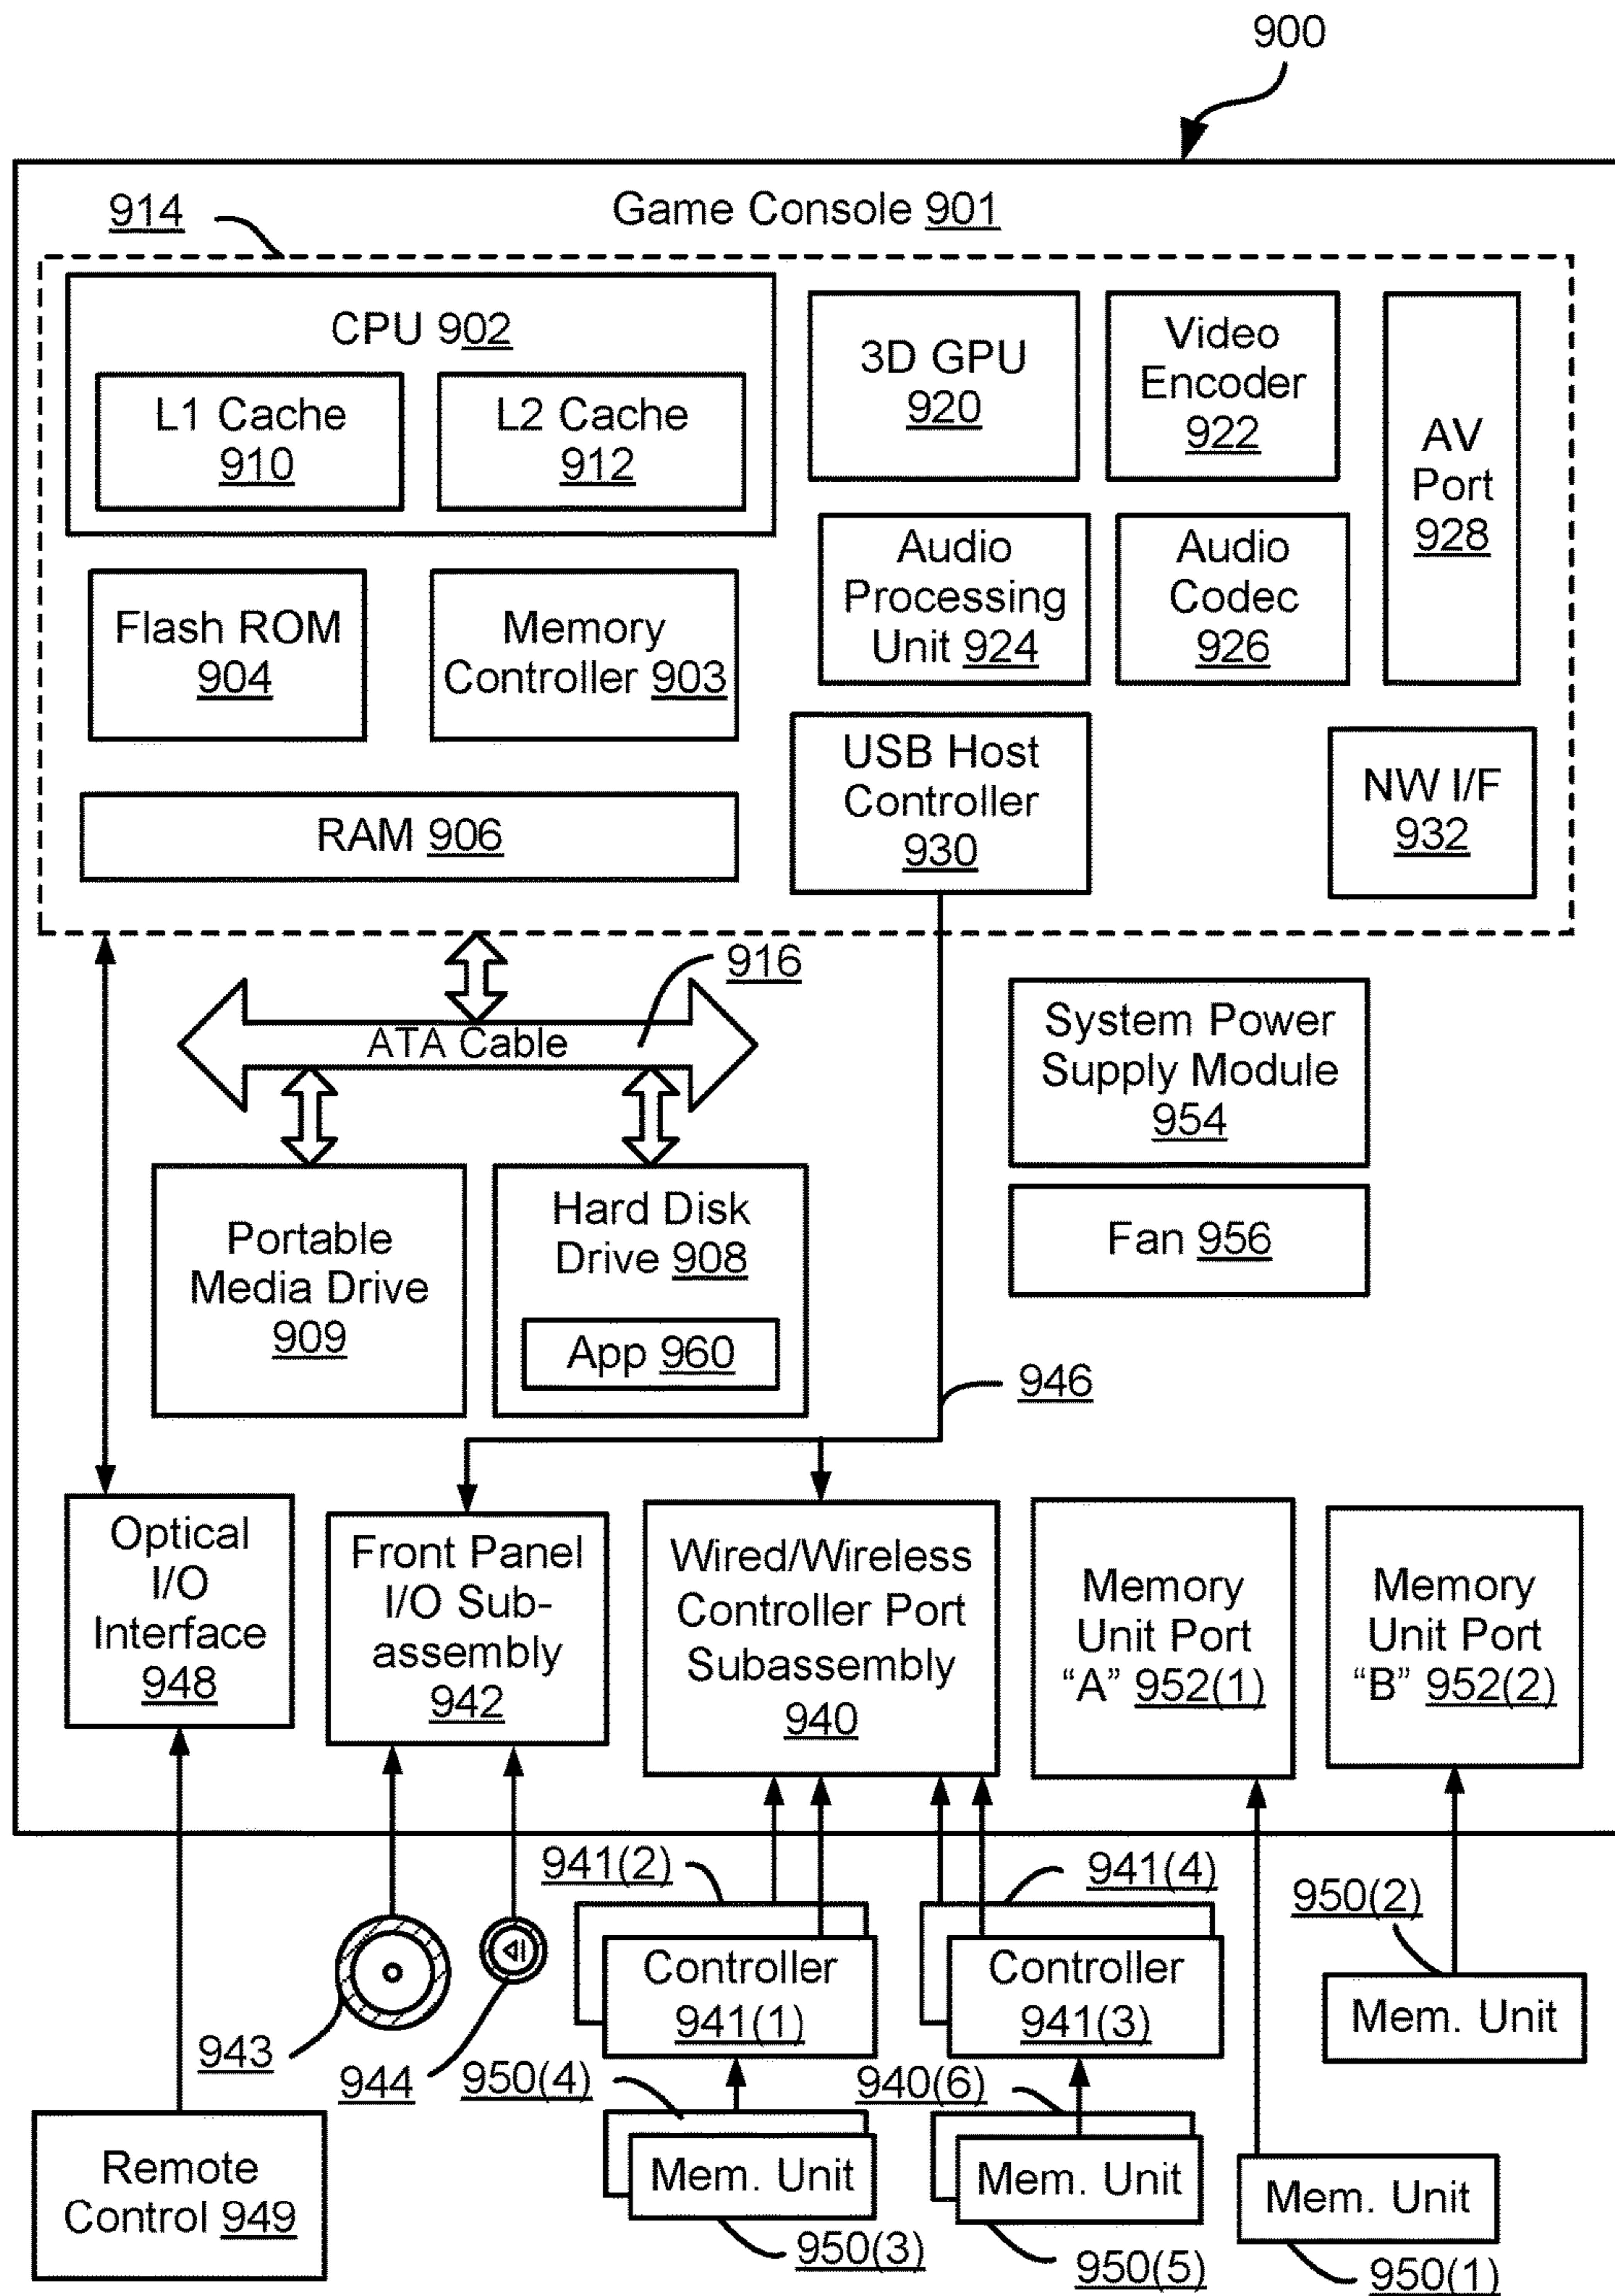 900
Game Console 901
914
CPU 902
L1 Cache
910
L2 Cache
912
3D GPU
920
Video
Encoder
922
AV
Port
928
Flash ROM
904
Memory
Controller 903
Audio
Processing
Unit 924
Audio
Codec
926
RAM 906
USB Host
Controller
930
NW I/F
932
916
ATA Cable
System Power
Supply Module
954
Fan 956
Portable
Media Drive
909
Hard Disk
Drive 908
App 960
946
Optical
I/O
Interface
948
Front Panel
I/O Sub-
assembly
942
Wired/Wireless
Controller Port
Subassembly
940
Memory
Unit Port
“A” 952(1)
Memory
Unit Port
“B” 952(2)
941(2)
941(4)
950(2)
Controller
941(1)
Controller
941(3)
Mem. Unit
943
944
950(4)
940(6)
Remote
Control 949
Mem. Unit
Mem. Unit
Mem. Unit
950(3)
950(5)
950(1)